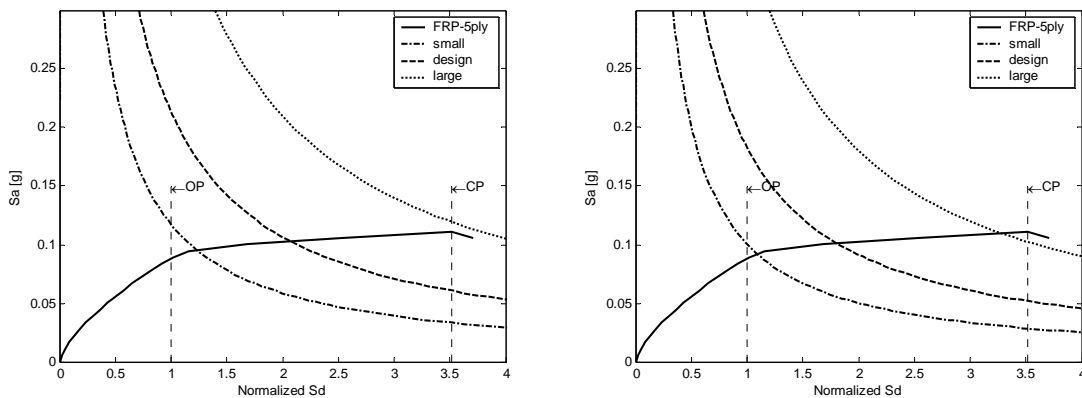 FRP-5ply
small
design
large
0.25
0.2
0.15
0.1
0.05
0
Sa [g]
←OP
←CP
0 0.5 1 1.5 2 2.5 3 3.5 4
Normalized Sd
FRP-5ply
small
design
large
0.25
0.2
0.15
0.1
0.05
0
Sa [g]
←OP
←CP
0 0.5 1 1.5 2 2.5 3 3.5 4
Normalized Sd